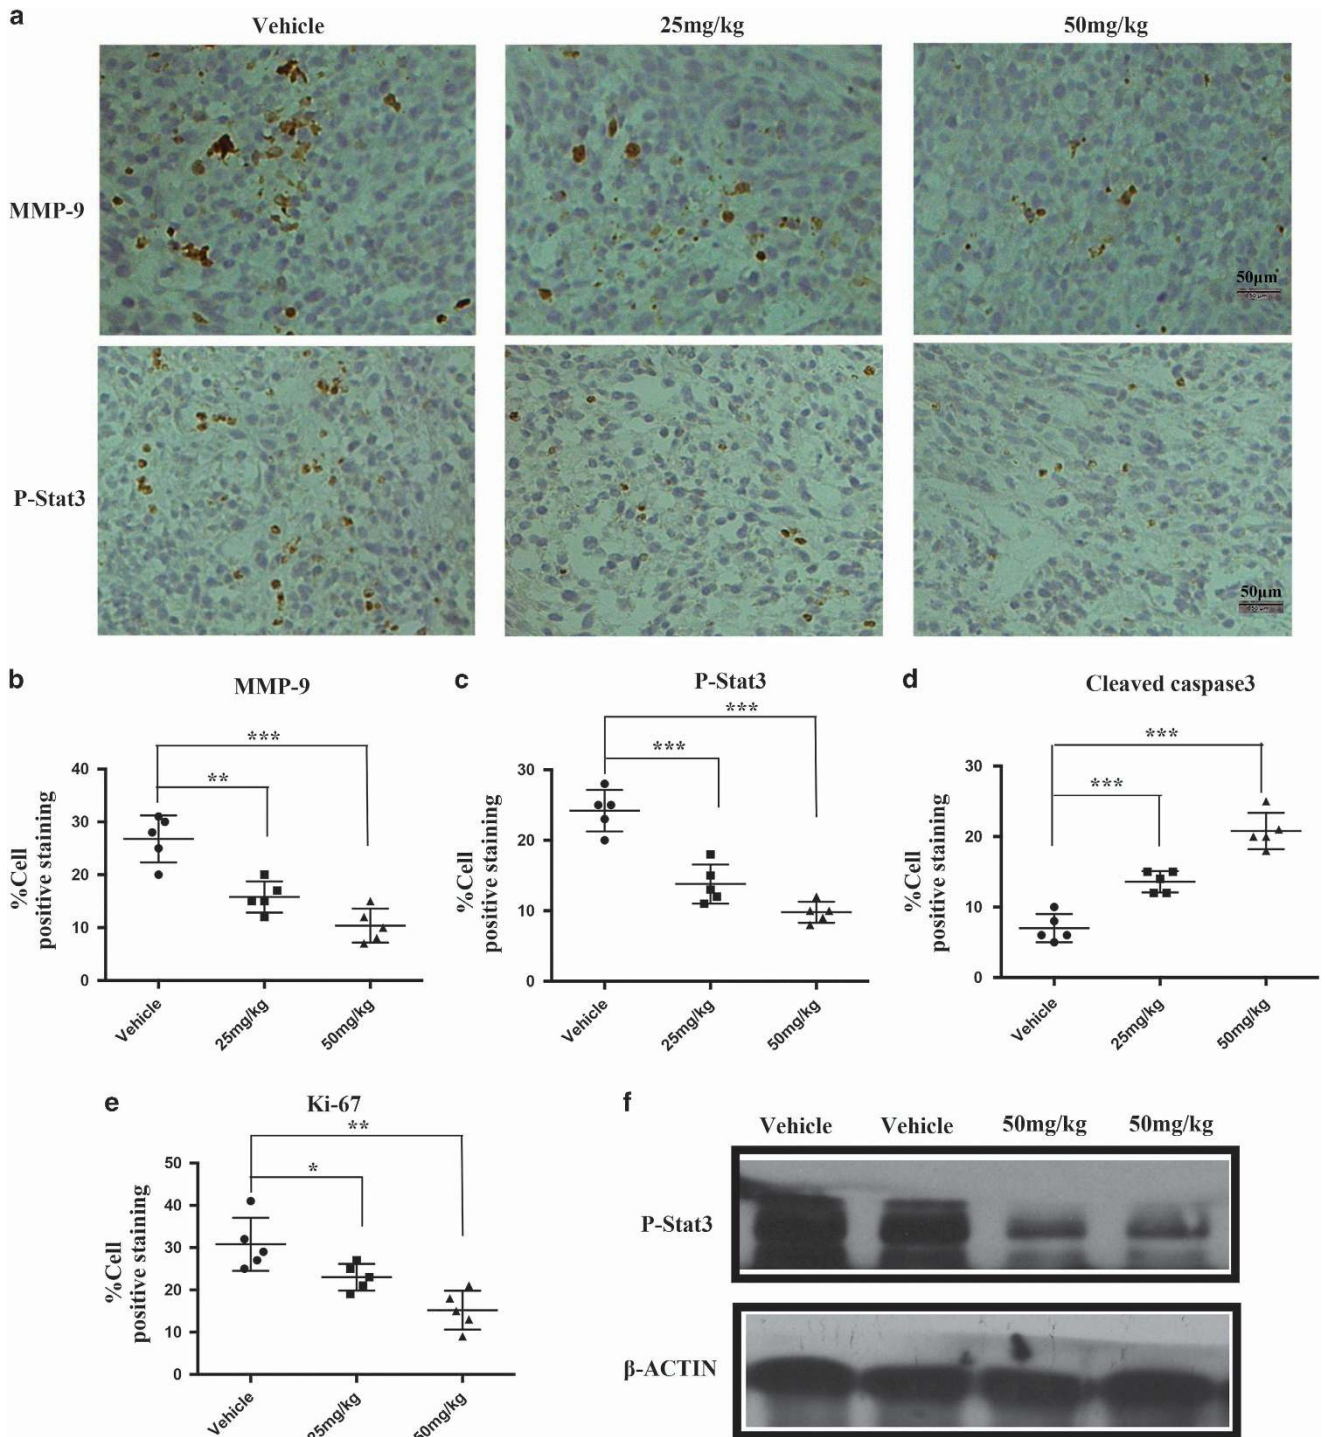 a
Vehicle 25mg/kg 50mg/kg
MMP-9
50µm
P-Stat3
50µm
b
MMP-9
%Cell
positive staining
40
30
20
10
0
**
***
Vehicle
25mg/kg
50mg/kg
c
P-Stat3
%Cell
positive staining
30
20
10
0
***
***
Vehicle
25mg/kg
50mg/kg
d
Cleaved caspase3
%Cell
positive staining
30
20
10
0
***
***
Vehicle
25mg/kg
50mg/kg
e
Ki-67
%Cell
positive staining
50
40
30
20
10
0
*
**
Vehicle
25mg/kg
50mg/kg
f
Vehicle Vehicle 50mg/kg 50mg/kg
P-Stat3
β-ACTIN